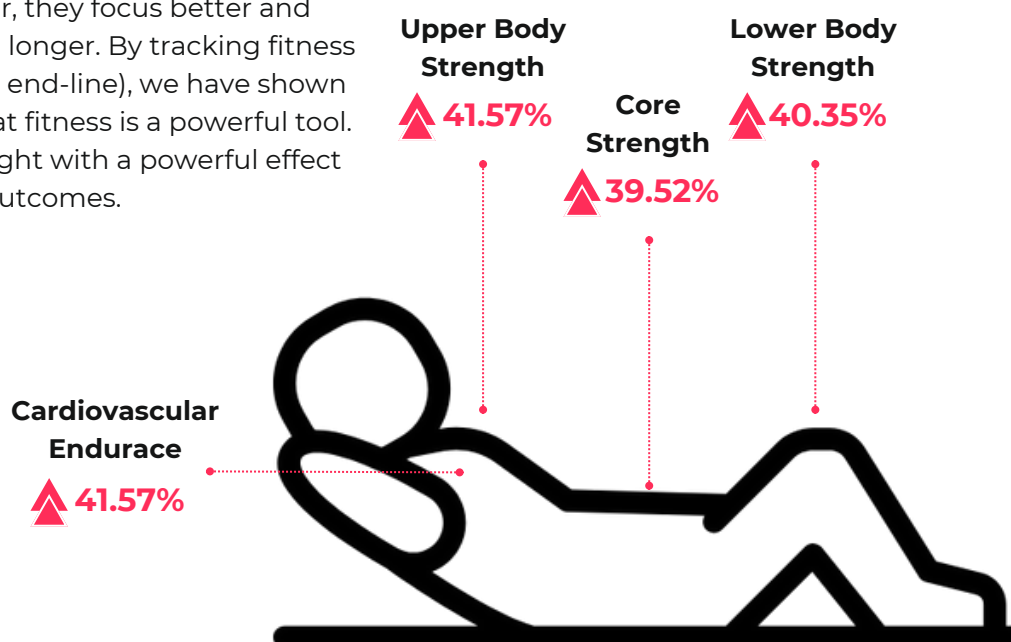 r, they focus better and
longer. By tracking fitness
end-line), we have shown
at fitness is a powerful tool.
ght with a powerful effect
utcomes.
Upper Body
Strength
41.57%
Core
Strength
39.52%
Lower Body
Strength
40.35%
Cardiovascular
Endurace
41.57%